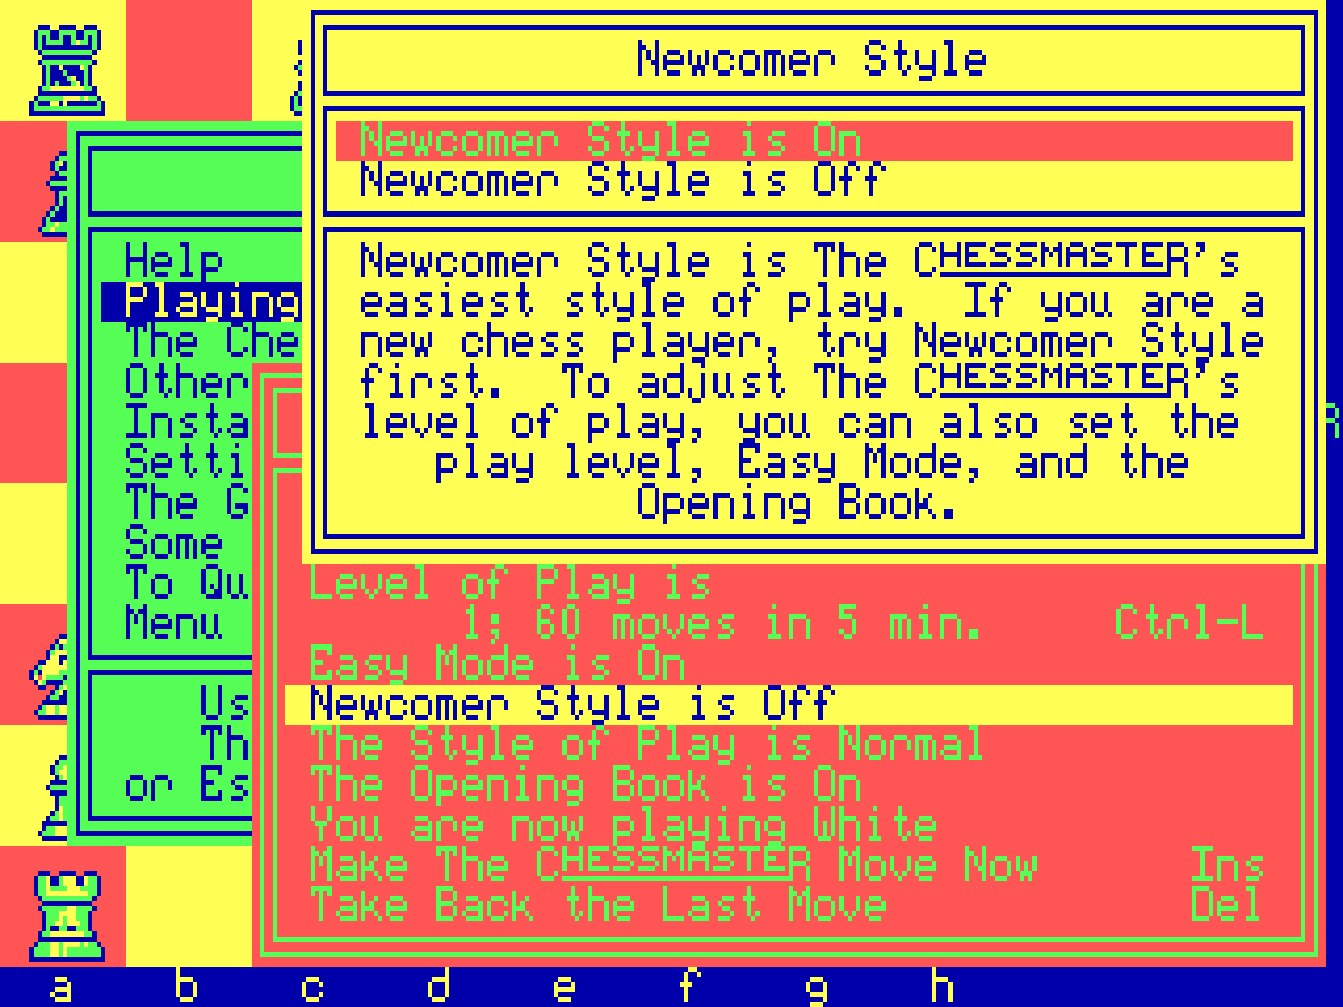 Newcomer Style
Newcomer Style is On
Newcomer Style is Off
Newcomer Style is The CHESSMASTER's
easiest style of play.  If you are a
new chess player, try Newcomer Style
first.  To adjust The CHESSMASTER's
level of play, you can also set the
play level, Easy Mode, and the
Opening Book.
Help
Playing
The Che
Other
Insta
Setti
The G
Some
To Qu
Menu
Us
Th
or Es
Level of Play is
1; 60 moves in 5 min. Ctrl-L
Easy Mode is On
Newcomer Style is Off
The Style of Play is Normal
The Opening Book is On
You are now playing White
Make The CHESSMASTER Move Now Ins
Take Back the Last Move Del
a b c d e f g h